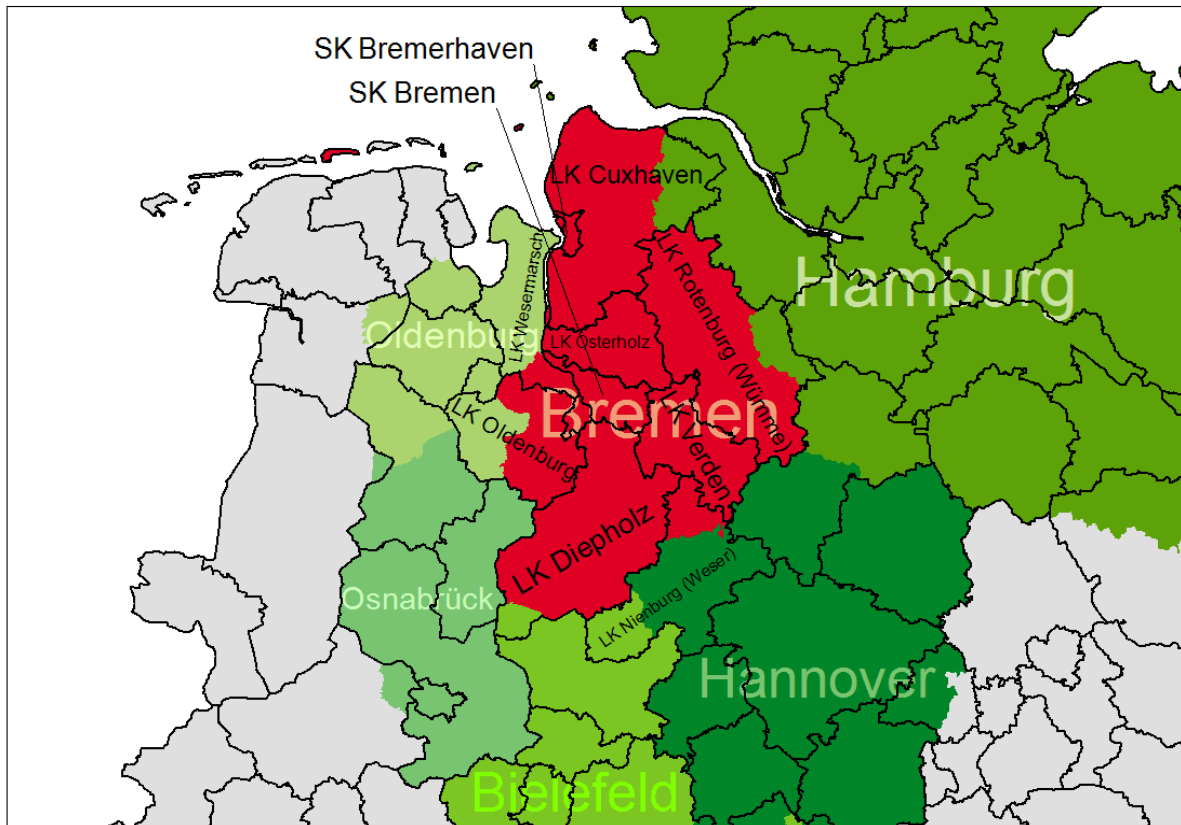 SK Bremerhaven
SK Bremen
LK Cuxhaven
LK Wesermarsch
LK Rotenburg (Wümme)
Hamburg
Oldenburg
LK Osterholz
Bremen
LK Oldenburg
LK Verden
LK Diepholz
Osnabrück
LK Nienburg (Weser)
Hannover
Bielefeld